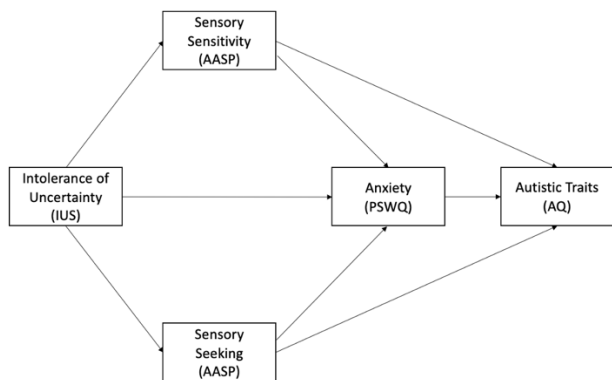 Sensory
Sensitivity
(AASP)
Intolerance of
Uncertainty
(IUS)
Anxiety
(PSWQ)
Autistic Traits
(AQ)
Sensory
Seeking
(AASP)